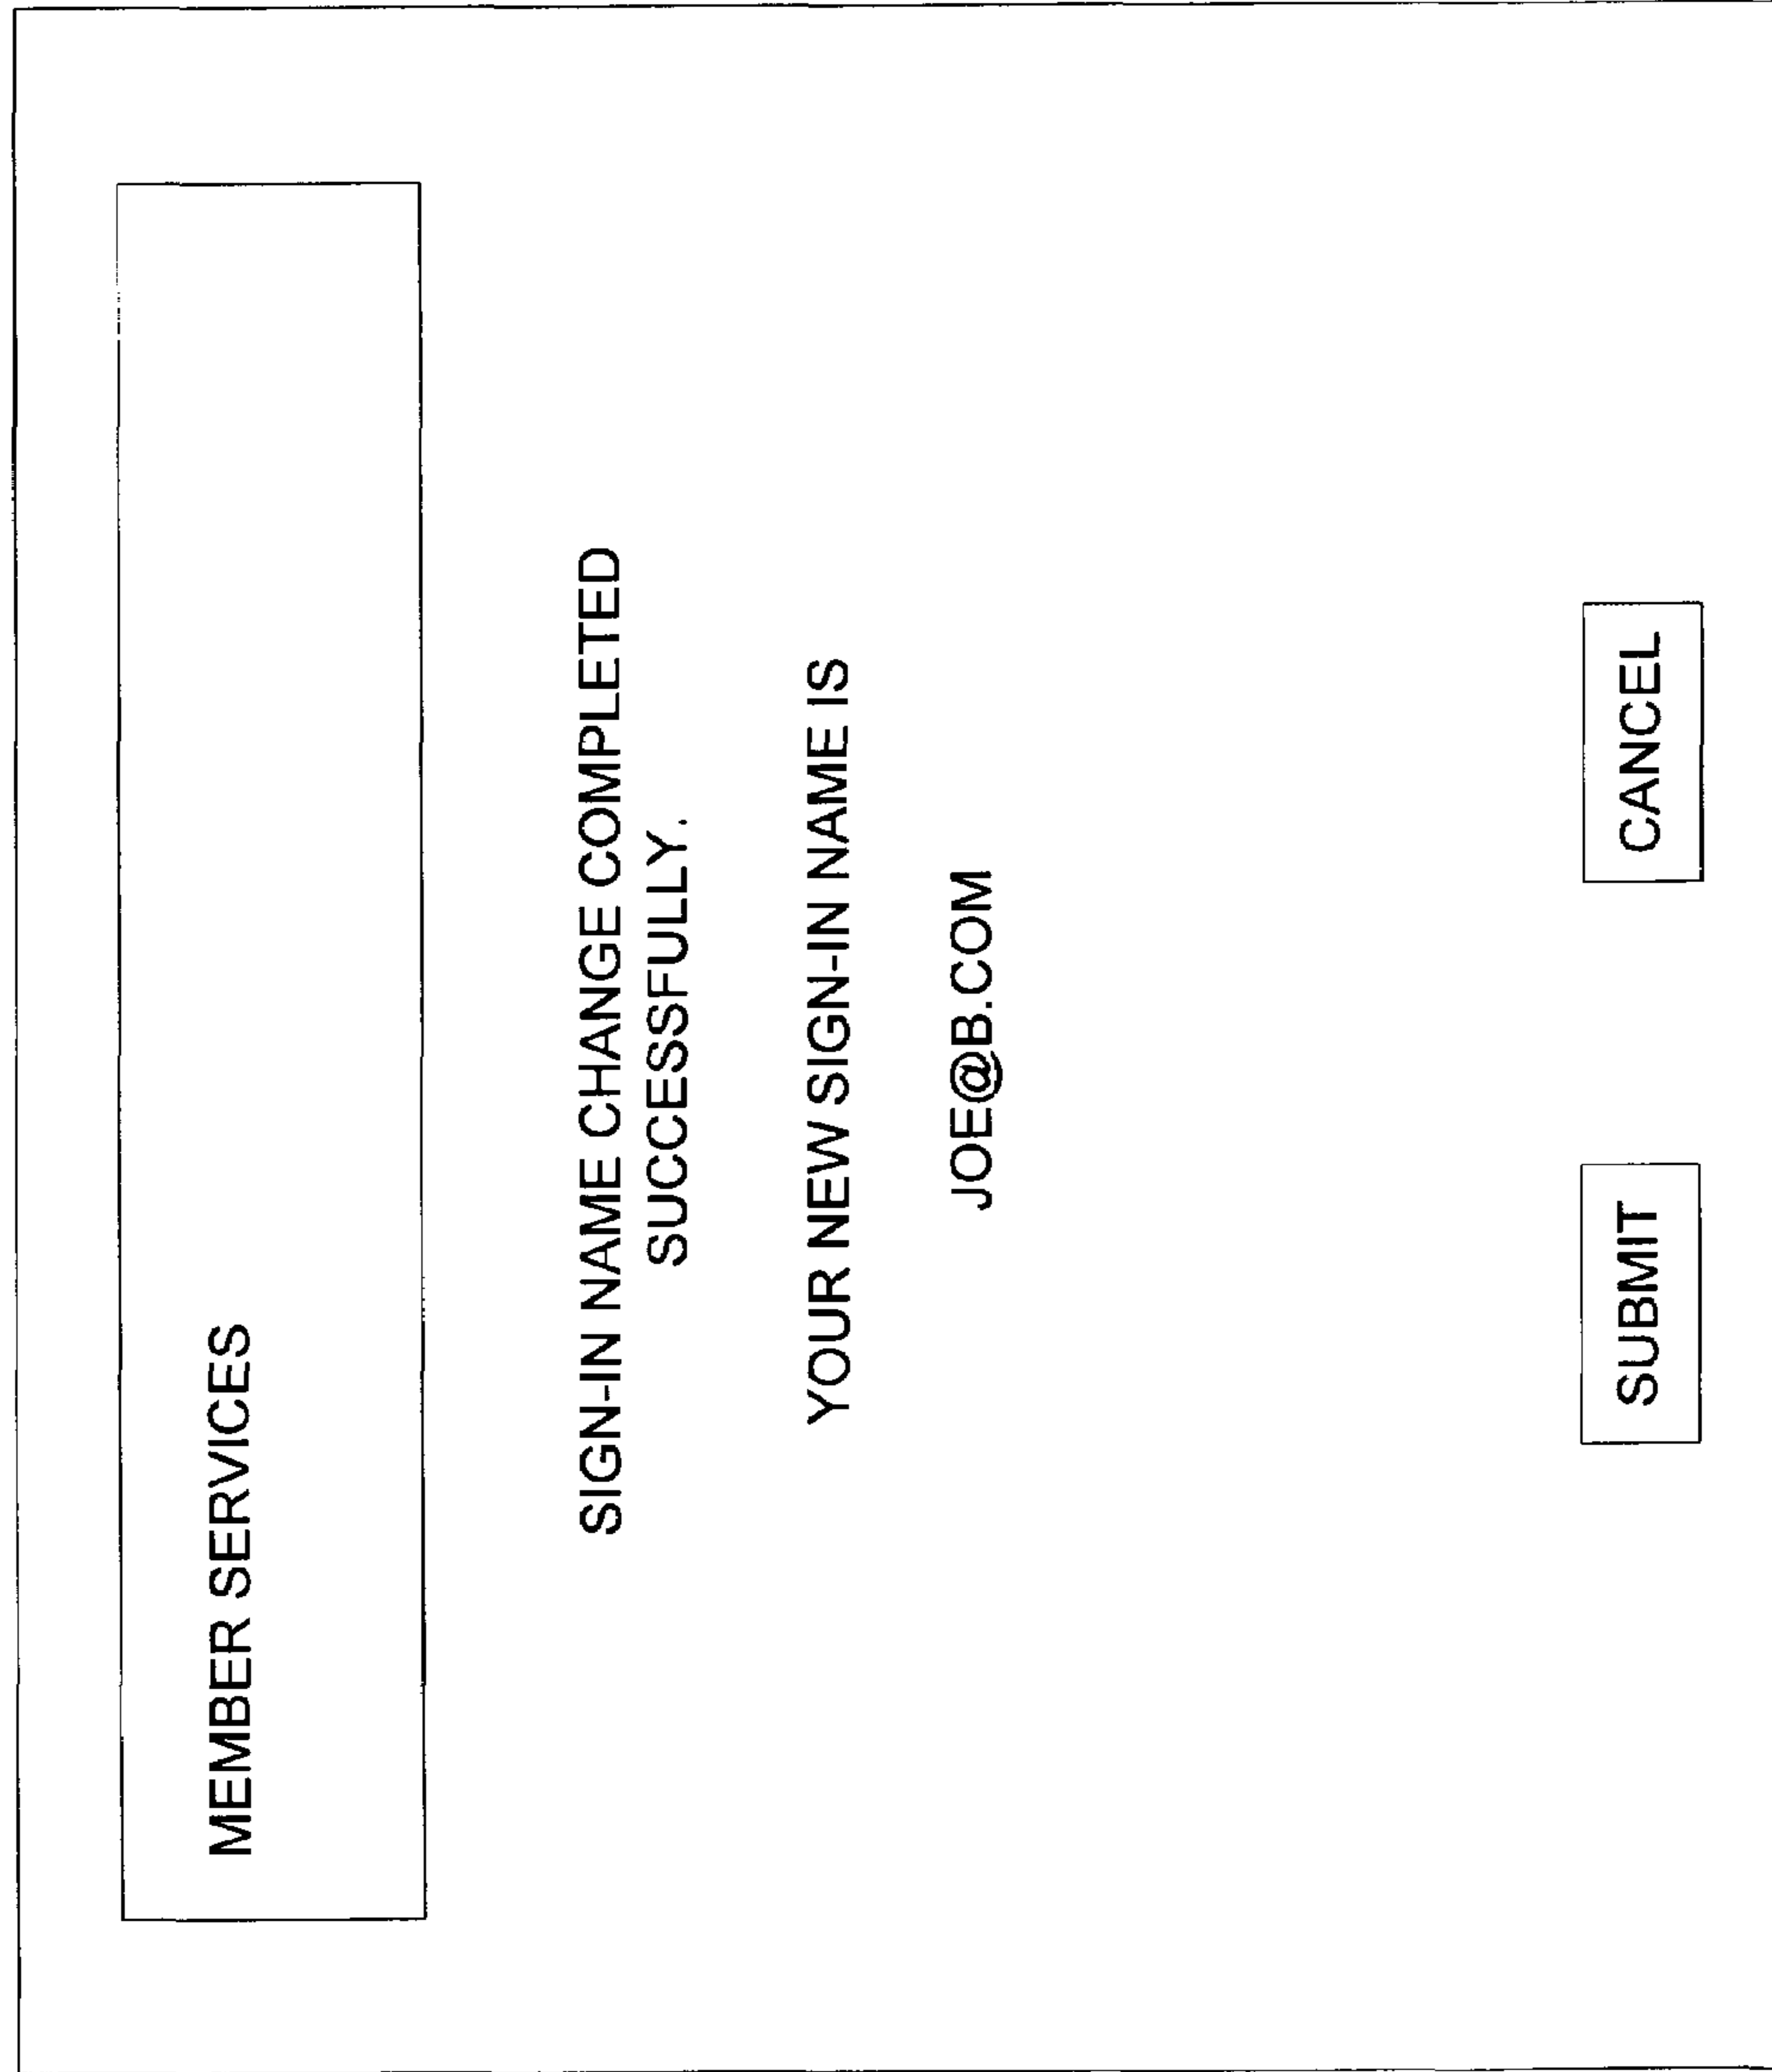 MEMBER SERVICES
SIGN-IN NAME CHANGE COMPLETED
SUCCESSFULLY.
YOUR NEW SIGN-IN NAME IS
JOE@B.COM
SUBMIT
CANCEL